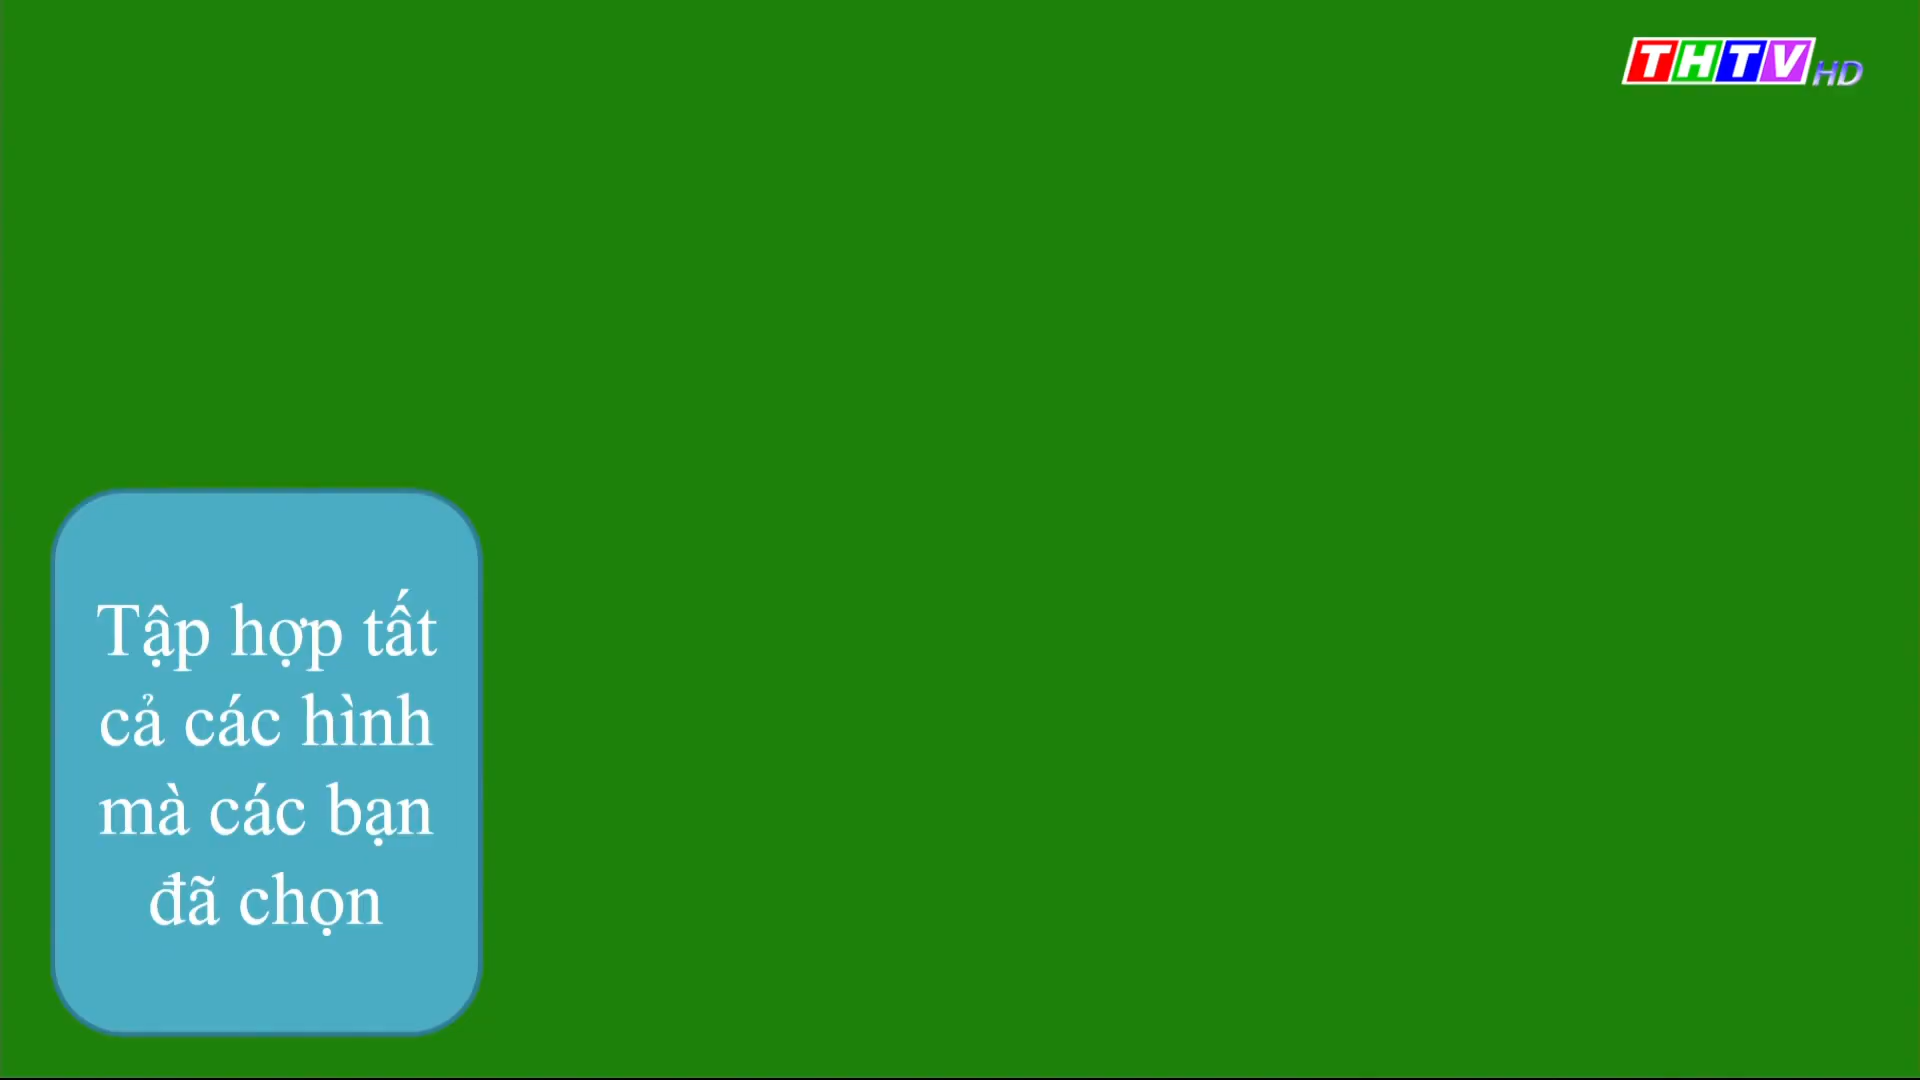 THTV HD
Tập hợp tất
cả các hình
mà các bạn
đã chọn